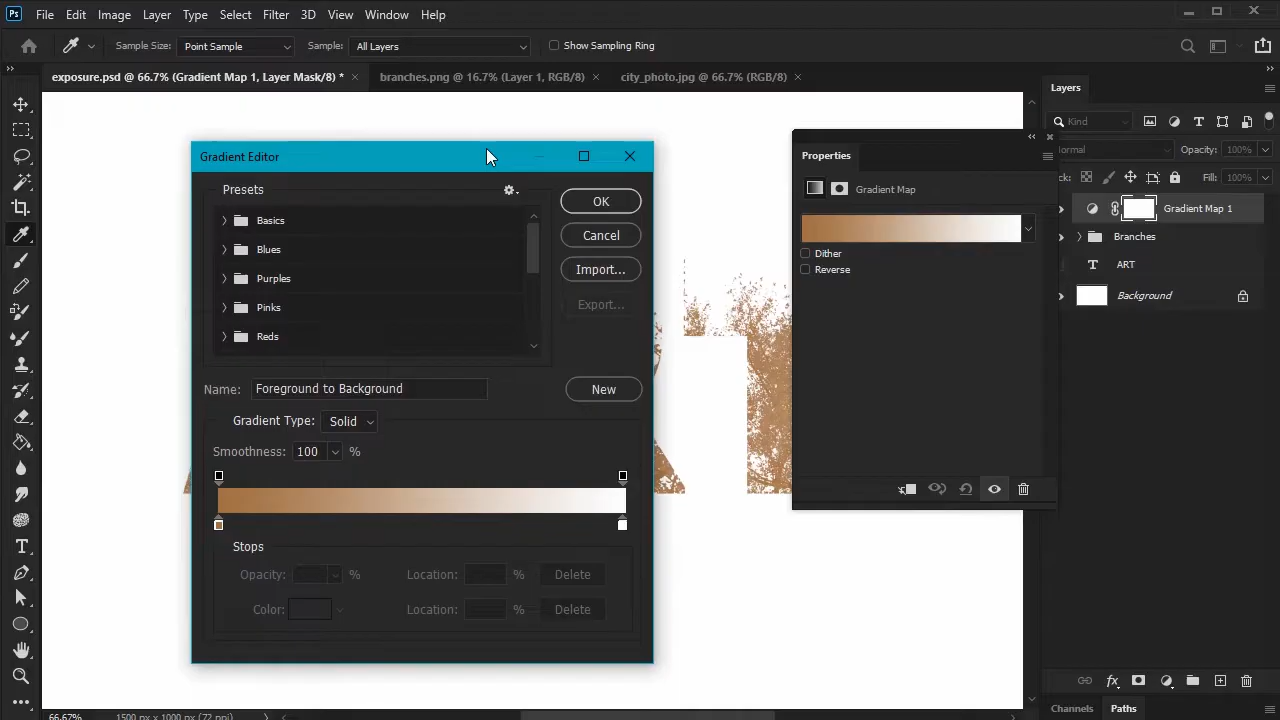 Ps File Edit Image Layer Type Select Filter 3D View Window Help
Sample Size: Point Sample Sample: All Layers Show Sampling Ring
exposure.psd @ 66.7% (Gradient Map 1, Layer Mask/8) * branches.png @ 16.7% (Layer 1, RGB/8) city_photo.jpg @ 66.7% (RGB/8)
Layers
Kind
Normal Opacity: 100%
Fill: 100%
Gradient Map 1
Branches
T ART
Background
Channels Paths
Gradient Editor
Presets
Basics
Blues
Purples
Pinks
Reds
OK
Cancel
Import...
Export...
Name: Foreground to Background New
Gradient Type: Solid
Smoothness: 100 %
Stops
Opacity: % Location: % Delete
Color: Location: % Delete
Properties
Gradient Map
Dither
Reverse
66.67% 1500 px x 1000 px (72 ppi)